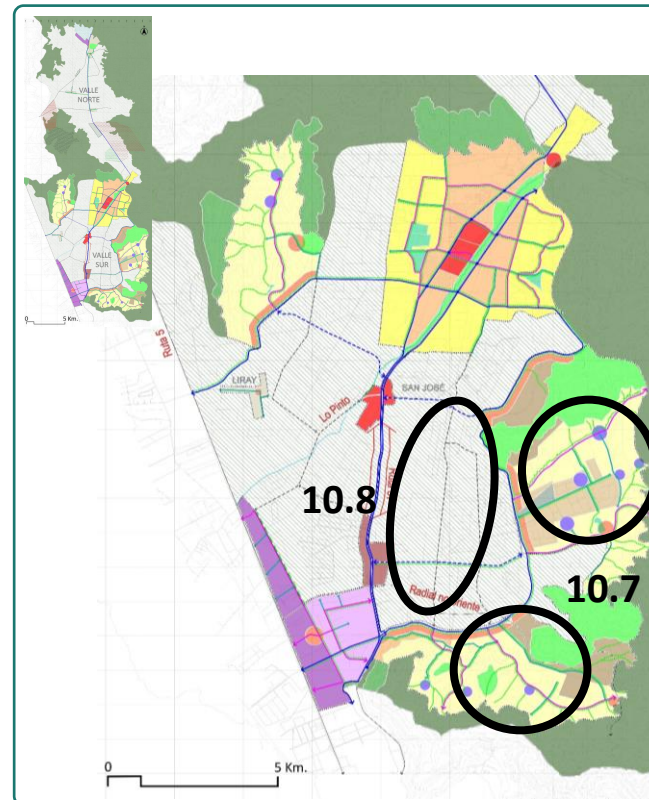 VALLE
NORTE
VALLE
SUR
0
5 Km.
Ruta 5
LIRAY
SAN JOSÉ
Lo Pinto
10.8
10.7
Radial nororiente
0
5 Km.